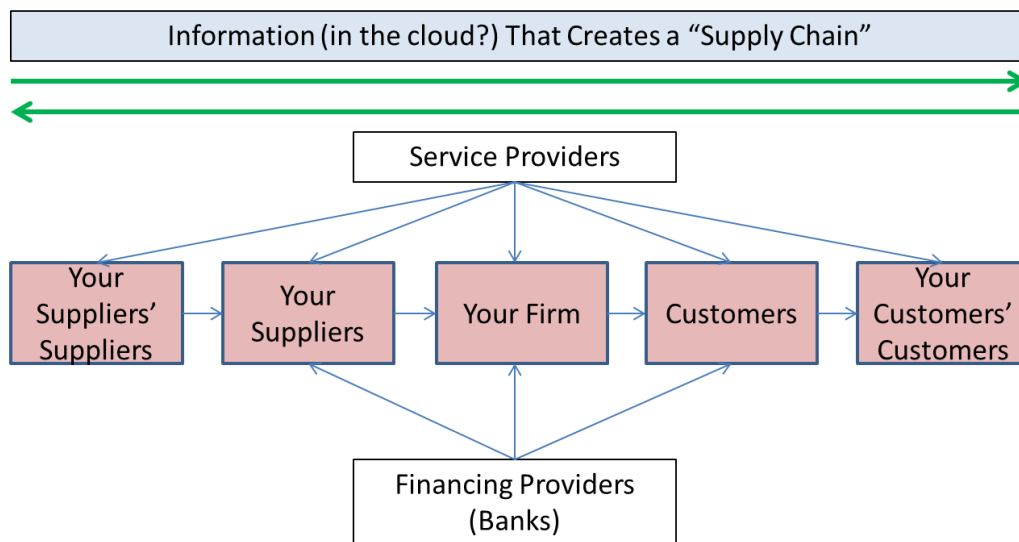 Information (in the cloud?) That Creates a “Supply Chain”
Service Providers
Your
Suppliers’
Suppliers
Your
Suppliers
Your Firm
Customers
Your
Customers’
Customers
Financing Providers
(Banks)